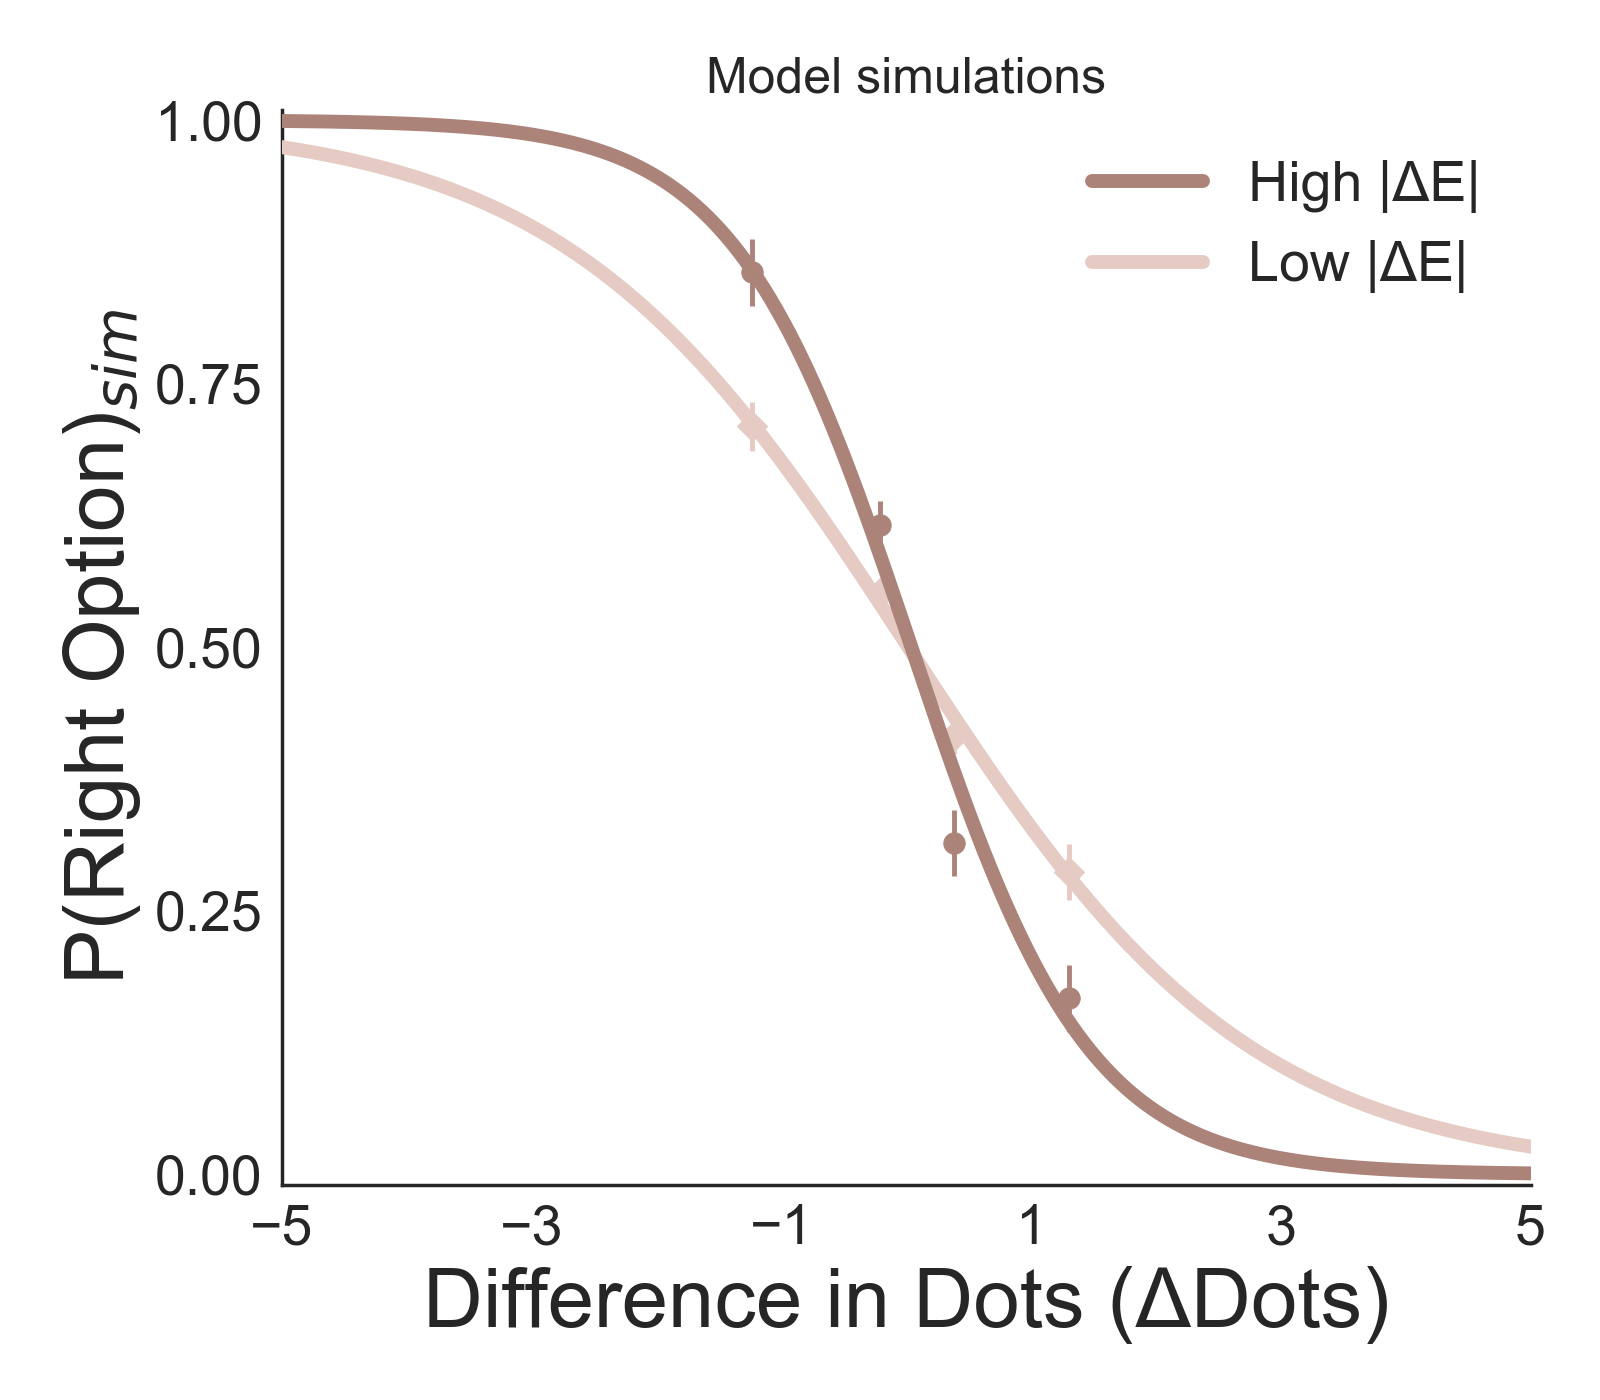 Model simulations
High |ΔE|
Low |ΔE|
P(Right Option)sim
1.00
0.75
0.50
0.25
0.00
−5 −3 −1 1 3 5
Difference in Dots (ΔDots)